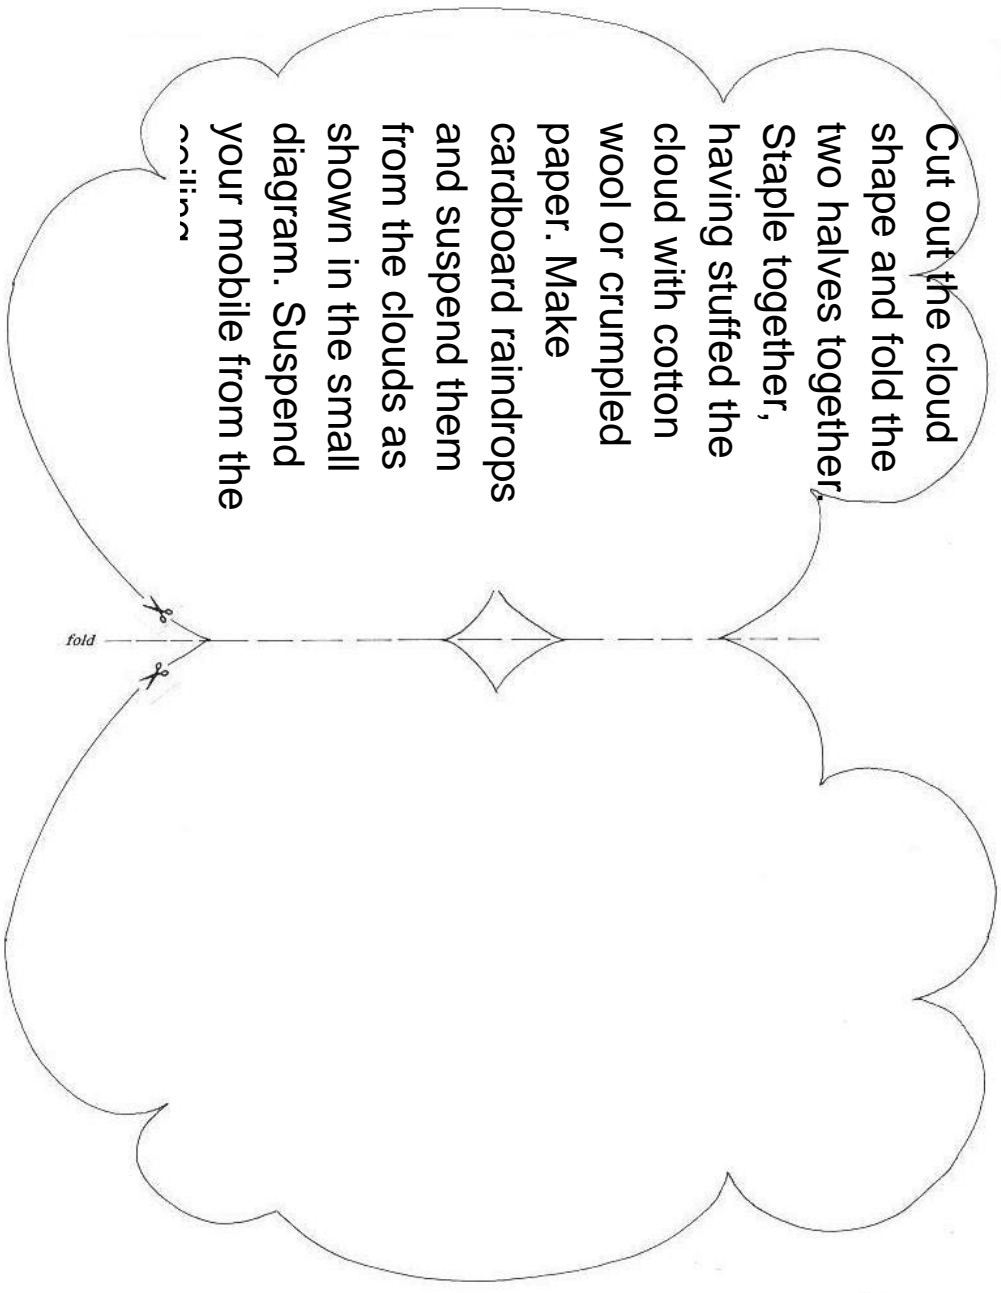 Cut out the cloud
shape and fold the
two halves together.
Staple together,
having stuffed the
cloud with cotton
wool or crumpled
paper. Make
cardboard raindrops
and suspend them
from the clouds as
shown in the small
diagram. Suspend
your mobile from the
ceiling
fold